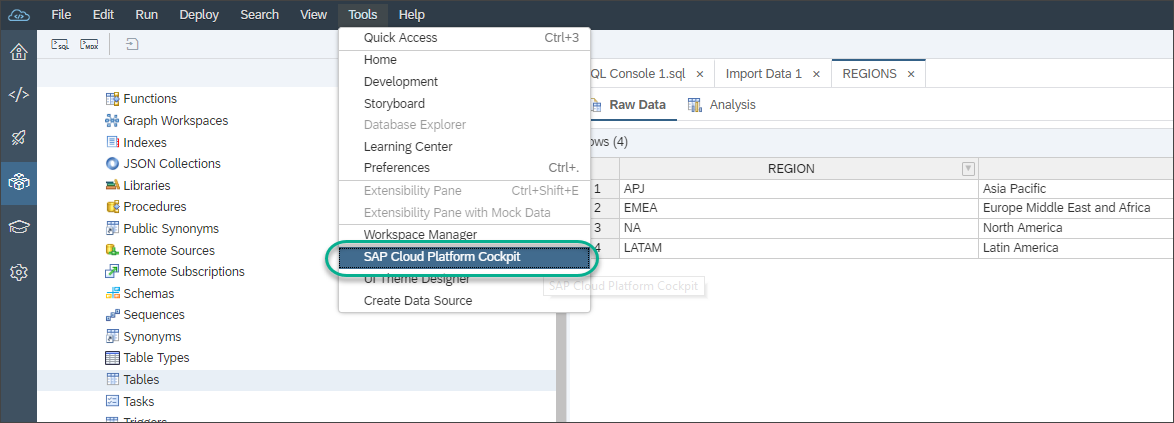 File Edit Run Deploy Search View Tools Help
SQL MDX
Functions
Graph Workspaces
Indexes
JSON Collections
Libraries
Procedures
Public Synonyms
Remote Sources
Remote Subscriptions
Schemas
Sequences
Synonyms
Table Types
Tables
Tasks
Triggers
Quick Access Ctrl+3
Home
Development
Storyboard
Database Explorer
Learning Center
Preferences Ctrl+.
Extensibility Pane Ctrl+Shift+E
Extensibility Pane with Mock Data
Workspace Manager
SAP Cloud Platform Cockpit
UI Theme Designer
Create Data Source
SAP Cloud Platform Cockpit
QL Console 1.sql × Import Data 1 × REGIONS ×
Raw Data Analysis
ows (4)
REGION
1 APJ Asia Pacific
2 EMEA Europe Middle East and Africa
3 NA North America
4 LATAM Latin America